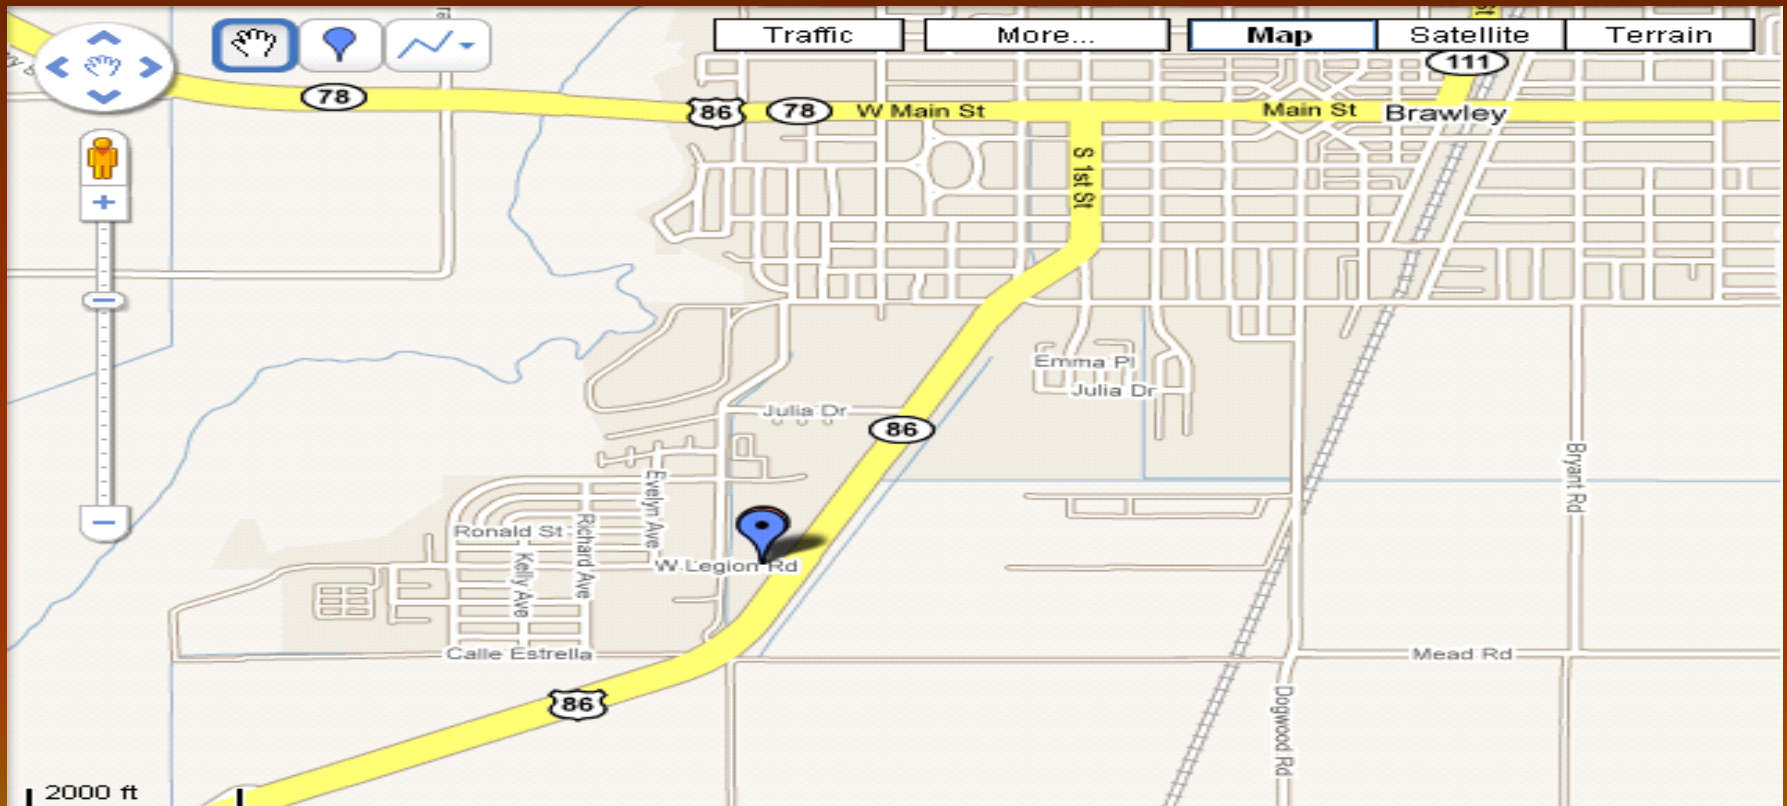 Traffic
More...
Map
Satellite
Terrain
111
78
86
78
W Main St
Main St
Brawley
S 1st St
Emma Pl
Julia Dr
Julia Dr
86
Bryant Rd
Evelyn Ave
Ronald St
Richard Ave
Kelly Ave
W Legion Rd
Calle Estrella
Mead Rd
86
Dogwood Rd
2000 ft